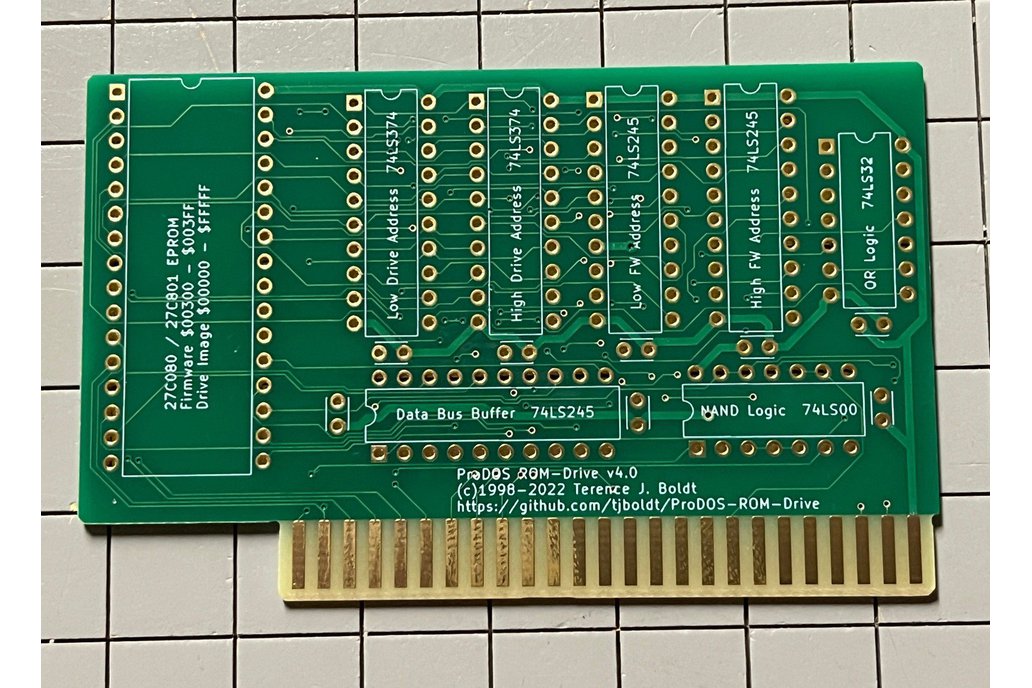 27C080 / 27C801 EPROM
Firmware $00300 - $003FF
Drive Image $00000 - $FFFFF
Low Drive Address 74LS374
High Drive Address 74LS374
Low FW Address 74LS245
High FW Address 74LS245
OR Logic 74LS32
Data Bus Buffer 74LS245
NAND Logic 74LS00
ProDOS ROM-Drive v4.0
(c)1998-2022 Terence J. Boldt
https://github.com/tjboldt/ProDOS-ROM-Drive